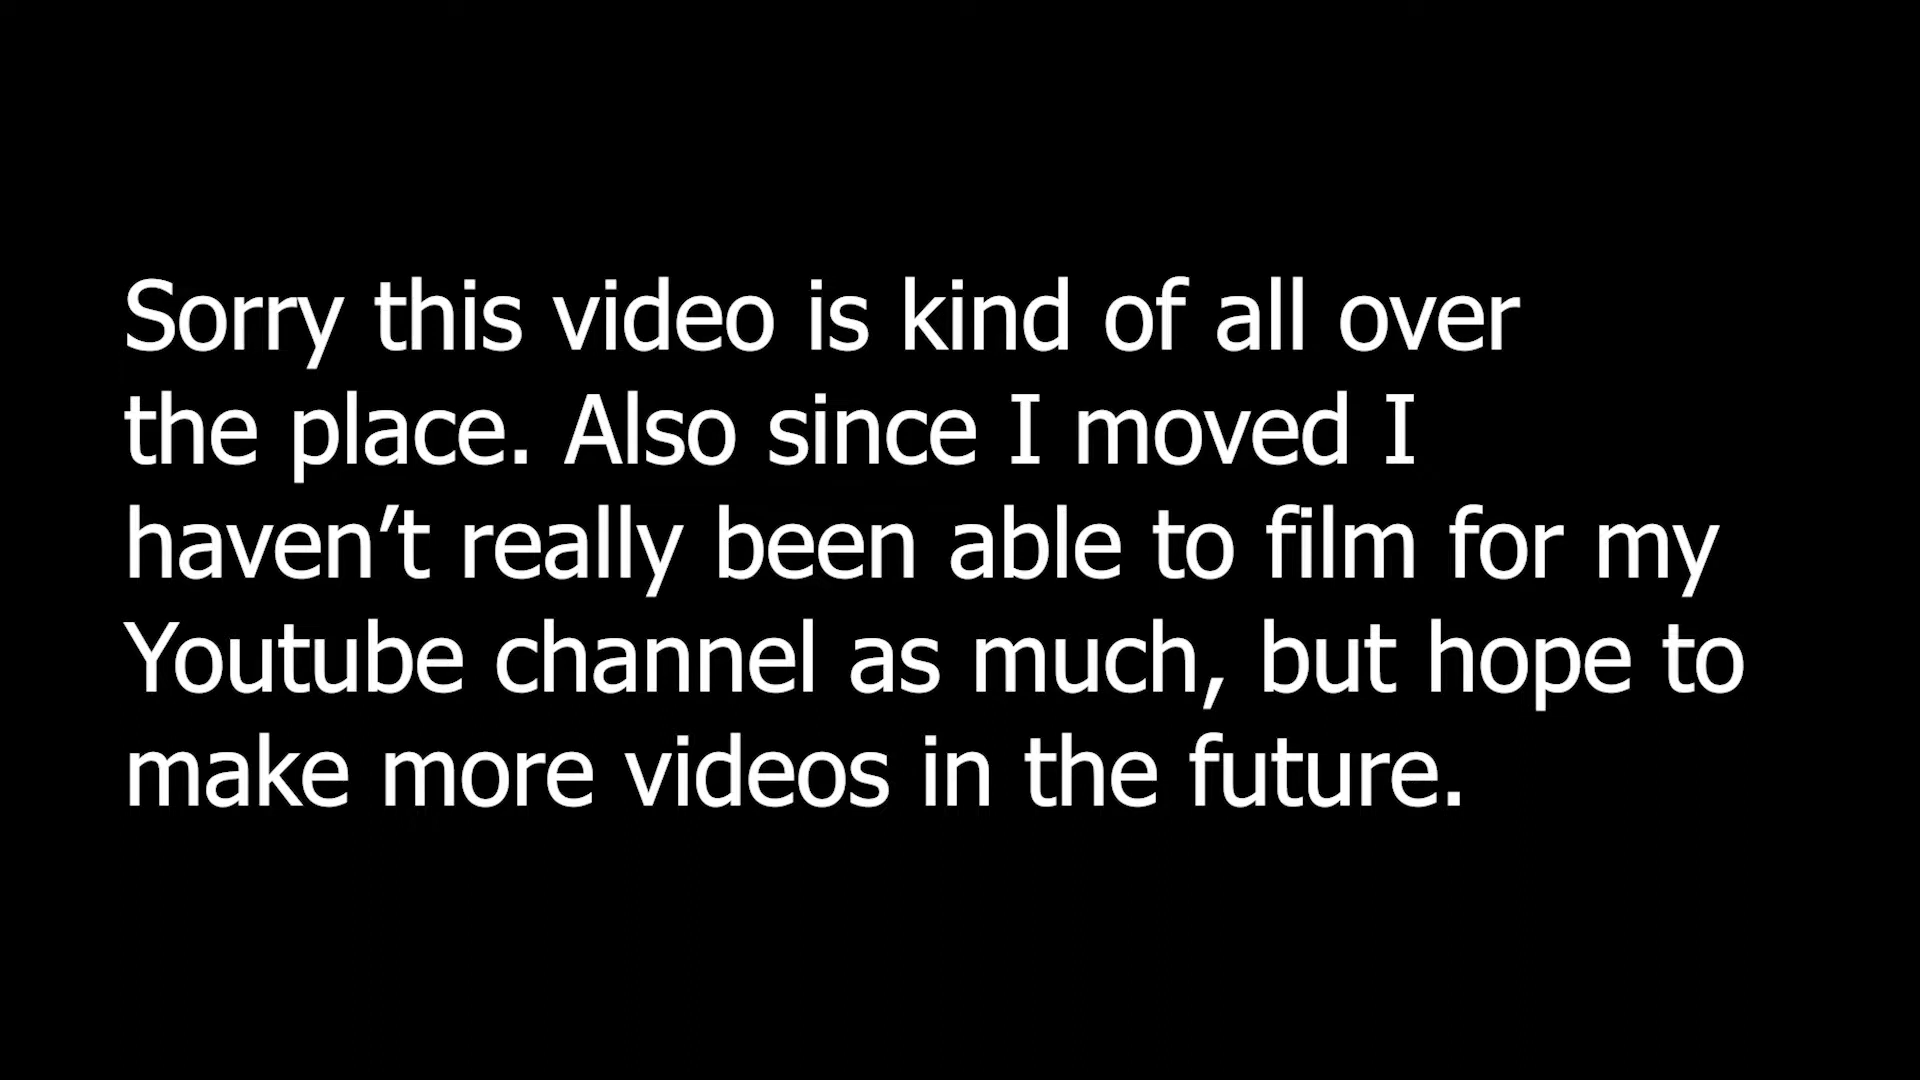 Sorry this video is kind of all over
the place. Also since I moved I
haven’t really been able to film for my
Youtube channel as much, but hope to
make more videos in the future.